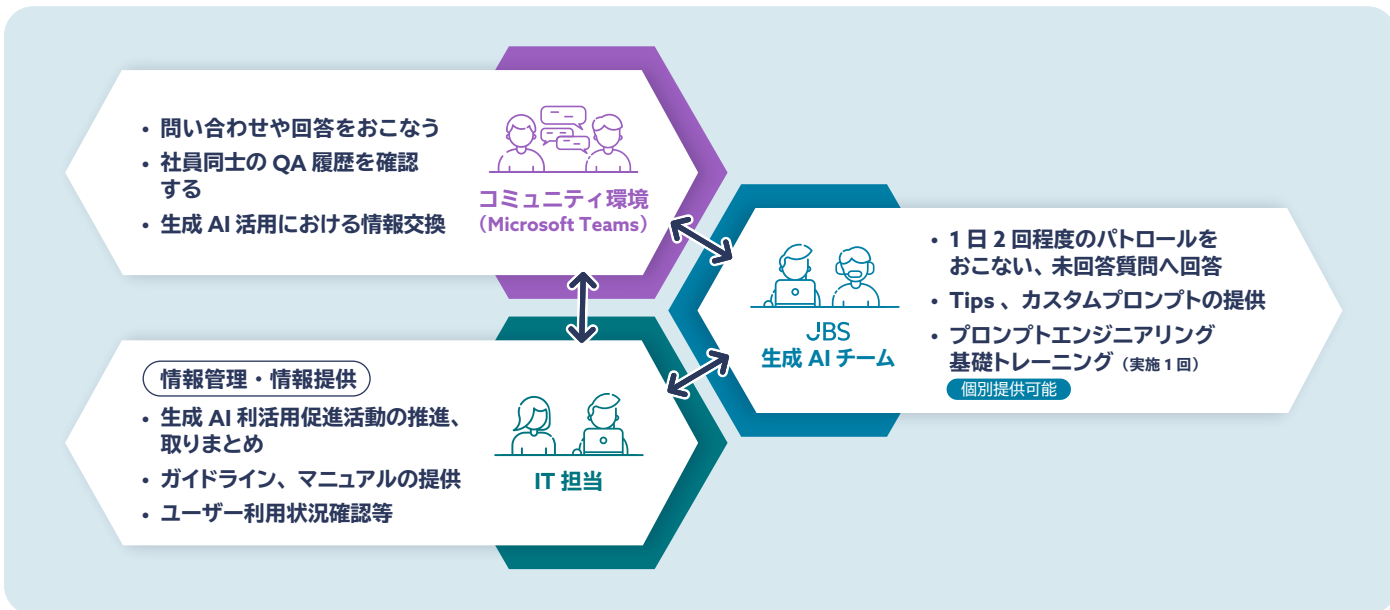 • 問い合わせや回答をおこなう
• 社員同士の QA 履歴を確認
する
• 生成 AI 活用における情報交換
コミュニティ環境
(Microsoft Teams)
• 1 日 2 回程度のパトロールを
おこない、未回答質問へ回答
• Tips 、カスタムプロンプトの提供
• プロンプトエンジニアリング
基礎トレーニング（実施 1 回）
個別提供可能
JBS
生成 AI チーム
情報管理・情報提供
• 生成 AI 利活用促進活動の推進、
取りまとめ
• ガイドライン、マニュアルの提供
• ユーザー利用状況確認等
IT 担当